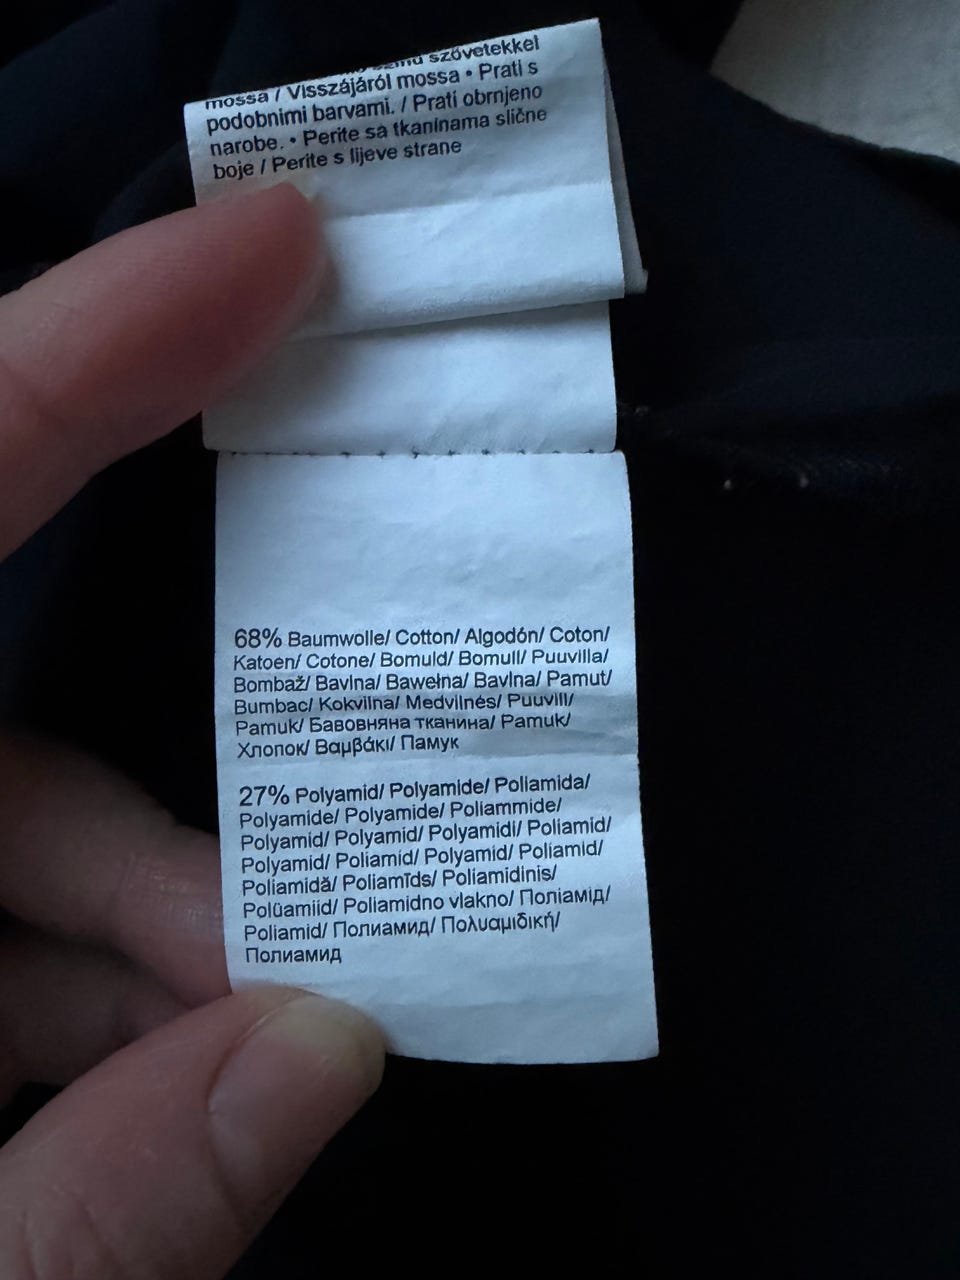 szövetekkel
mossa / Visszájáról mossa • Prati s
podobnimi barvami. / Prati obrnjeno
narobe. • Perite sa tkaninama slične
boje / Perite s lijeve strane
68% Baumwolle/ Cotton/ Algodón/ Coton/
Katoen/ Cotone/ Bomuld/ Bomull/ Puuvilla/
Bombaž/ Bavlna/ Bawełna/ Bavlna/ Pamut/
Bumbac/ Kokvilna/ Medvilnės/ Puuvill/
Pamuk/ Бавовняна тканина/ Pamuk/
Хлопок/ Βαμβάκι/ Памук
27% Polyamid/ Polyamide/ Poliamida/
Polyamide/ Polyamide/ Poliammide/
Polyamid/ Polyamid/ Polyamidi/ Poliamid/
Polyamid/ Poliamid/ Polyamid/ Poliamid/
Poliamidă/ Poliamīds/ Poliamidinis/
Polüamiid/ Poliamidno vlakno/ Поліамід/
Poliamid/ Полиамид/ Πολυαμιδική/
Полиамид